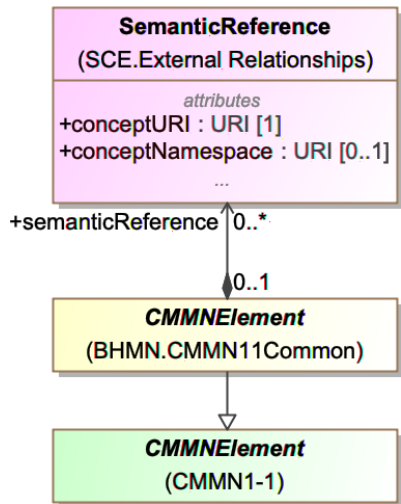 SemanticReference
(SCE.External Relationships)
attributes
+conceptURI : URI [1]
+conceptNamespace : URI [0..1]
...
+semanticReference 0..*
0..1
CMMNElement
(BHMN.CMMN11Common)
CMMNElement
(CMMN1-1)